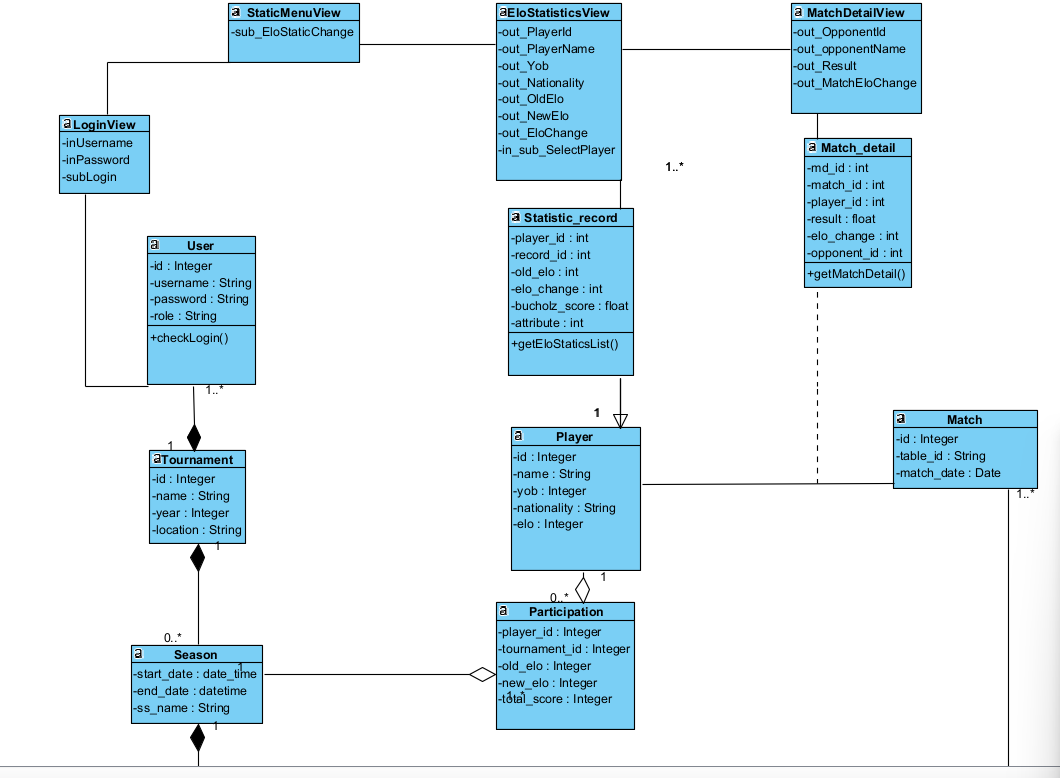 StaticMenuView
-sub_EloStaticChange
EloStatisticsView
-out_PlayerId
-out_PlayerName
-out_Yob
-out_Nationality
-out_OldElo
-out_NewElo
-out_EloChange
-in_sub_SelectPlayer
MatchDetailView
-out_OpponentId
-out_opponentName
-out_Result
-out_MatchEloChange
LoginView
-inUsername
-inPassword
-subLogin
1..*
Match_detail
-md_id : int
-match_id : int
-player_id : int
-result : float
-elo_change : int
-opponent_id : int
+getMatchDetail()
User
-id : Integer
-username : String
-password : String
-role : String
+checkLogin()
1..*
Statistic_record
-player_id : int
-record_id : int
-old_elo : int
-elo_change : int
-bucholz_score : float
-attribute : int
+getEloStaticsList()
1
1
Tournament
-id : Integer
-name : String
-year : Integer
-location : String
1
Player
-id : Integer
-name : String
-yob : Integer
-nationality : String
-elo : Integer
1
Match
-id : Integer
-table_id : String
-match_date : Date
1..*
0..*
0..*
Season
-start_date : date_time
-end_date : datetime
-ss_name : String
1
1
Participation
-player_id : Integer
-tournament_id : Integer
-old_elo : Integer
-new_elo : Integer
-total_score : Integer
1..*